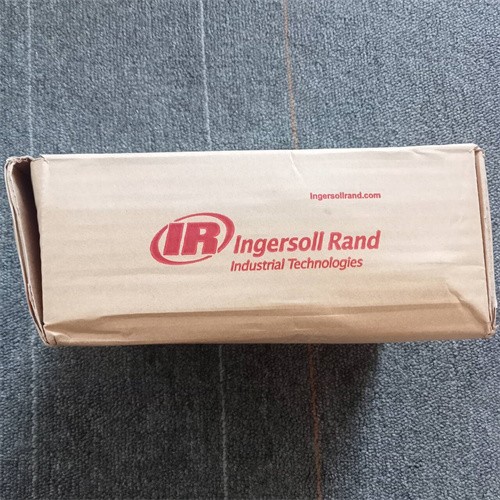 Ingersollrand.com
IR Ingersoll Rand
Industrial Technologies